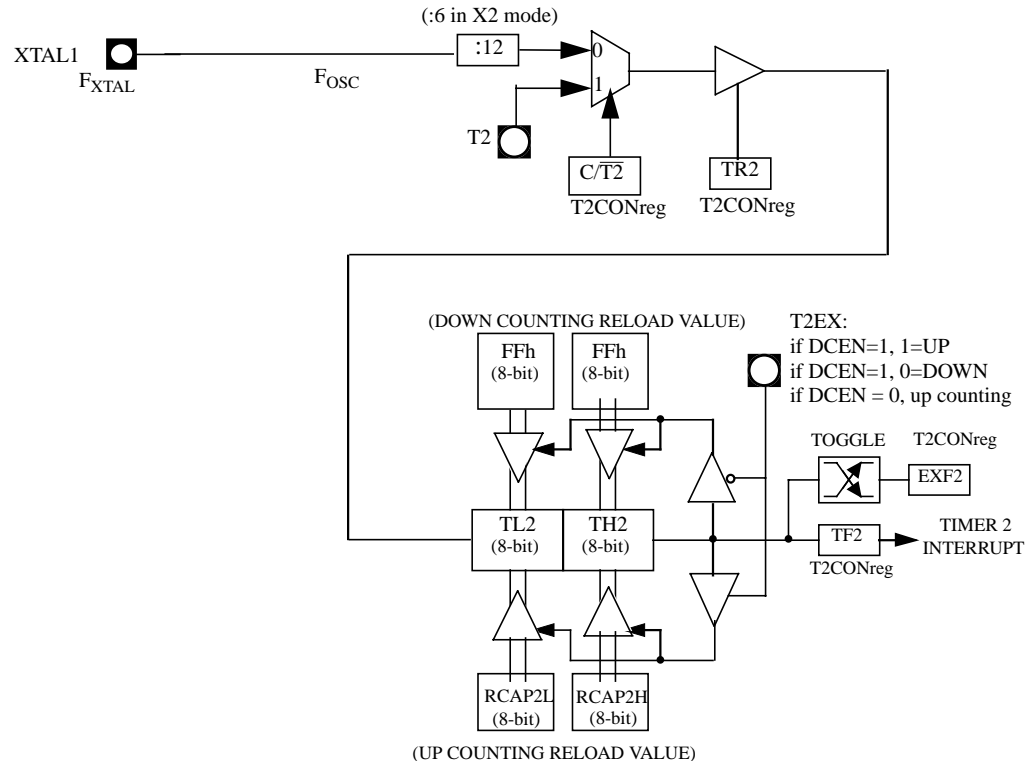 (:6 in X2 mode)
XTAL1
:12
0
F_XTAL
F_OSC
1
T2
C/T2̅
TR2
T2CONreg
T2CONreg
(DOWN COUNTING RELOAD VALUE)
T2EX:
if DCEN=1, 1=UP
if DCEN=1, 0=DOWN
if DCEN = 0, up counting
FFh
(8-bit)
FFh
(8-bit)
TOGGLE
T2CONreg
EXF2
TL2
(8-bit)
TH2
(8-bit)
TF2
TIMER 2
INTERRUPT
T2CONreg
RCAP2L
(8-bit)
RCAP2H
(8-bit)
(UP COUNTING RELOAD VALUE)